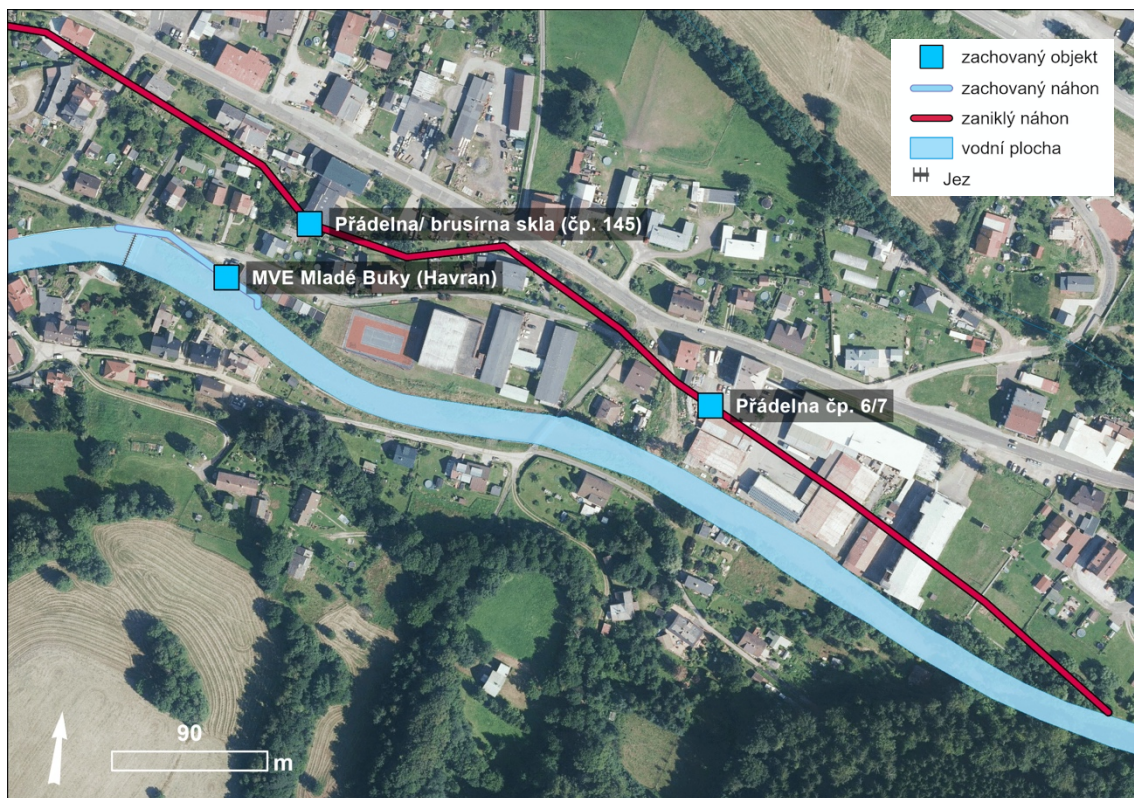 zachovaný objekt
zachovaný náhon
zaniklý náhon
vodní plocha
Jez
Přádelna/ brusírna skla (čp. 145)
MVE Mladé Buky (Havran)
Přádelna čp. 6/7
90
m